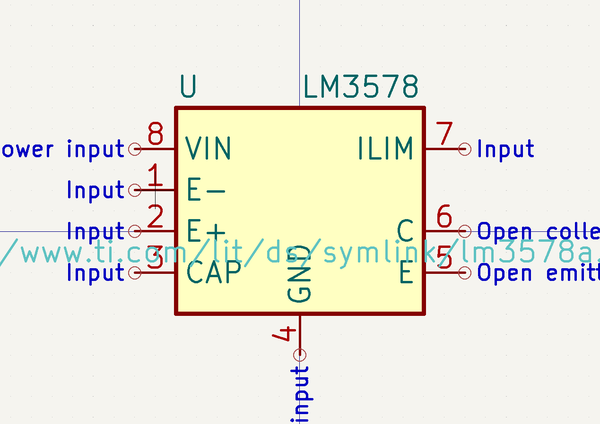 U LM3578
8 VIN ILIM 7
ower input Input
1 E-
Input
2 E+ C 6
Input Open colle
/www.ti.com/lit/ds/symlink/lm3578a.
3 CAP E 5
Input Open emitt
GND
4
input